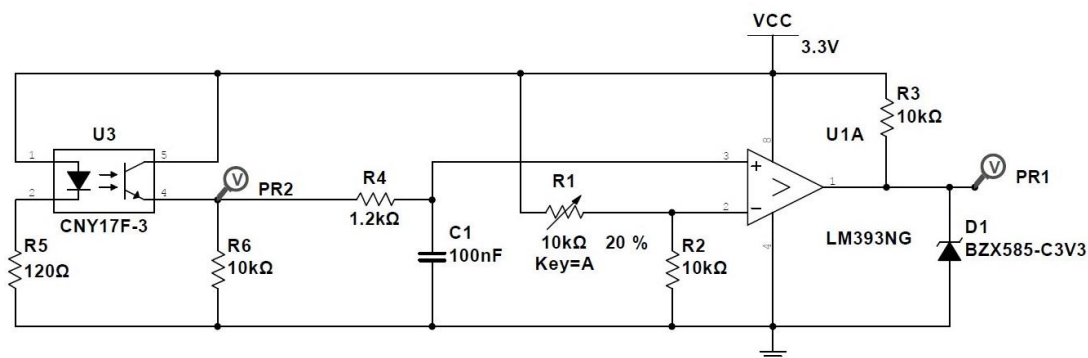 VCC
3.3V
R3
10kΩ
U3
U1A
8
1
5
3
V
PR2
R4
R1
1
V
PR1
2
4
1.2kΩ
2
CNY17F-3
C1
10kΩ
20 %
LM393NG
D1
R5
R6
100nF
Key=A
R2
4
BZX585-C3V3
120Ω
10kΩ
10kΩ